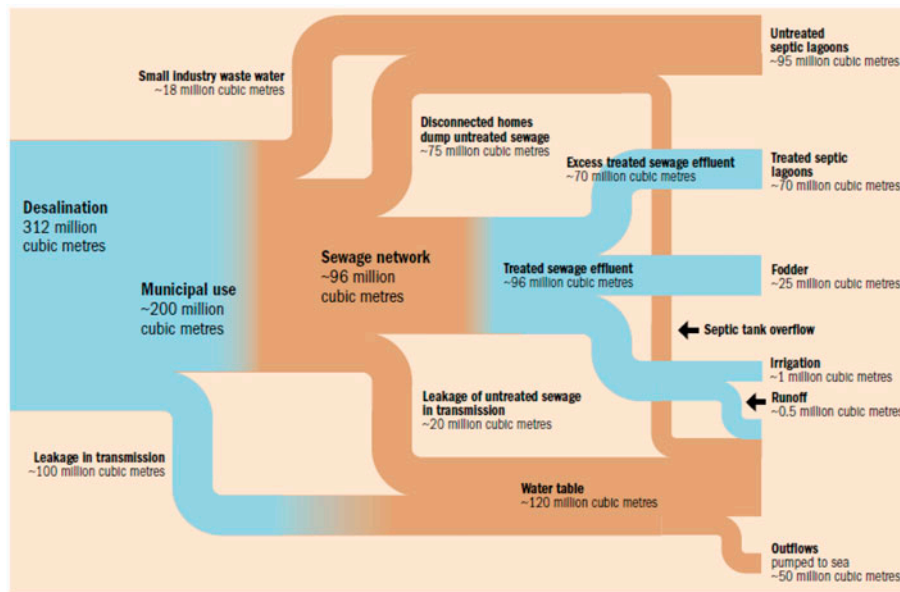 Small industry waste water
~18 million cubic metres
Untreated
septic lagoons
~95 million cubic metres
Disconnected homes
dump untreated sewage
~75 million cubic metres
Excess treated sewage effluent
~70 million cubic metres
Treated septic
lagoons
~70 million cubic metres
Desalination
312 million
cubic metres
Municipal use
~200 million
cubic metres
Sewage network
~96 million
cubic metres
Treated sewage effluent
~96 million cubic metres
Fodder
~25 million cubic metres
Septic tank overflow
Irrigation
~1 million cubic metres
Runoff
~0.5 million cubic metres
Leakage of untreated sewage
in transmission
~20 million cubic metres
Leakage in transmission
~100 million cubic metres
Water table
~120 million cubic metres
Outflows
pumped to sea
~50 million cubic metres